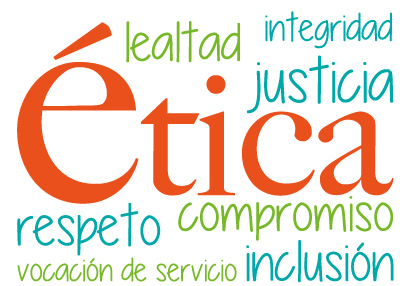 lealtad
integridad
justicia
ética
respeto
compromiso
vocación de servicio
inclusión